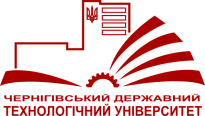 ЧЕРНІГІВСЬКИЙ ДЕРЖАВНИЙ
ТЕХНОЛОГІЧНИЙ УНІВЕРСИТЕТ